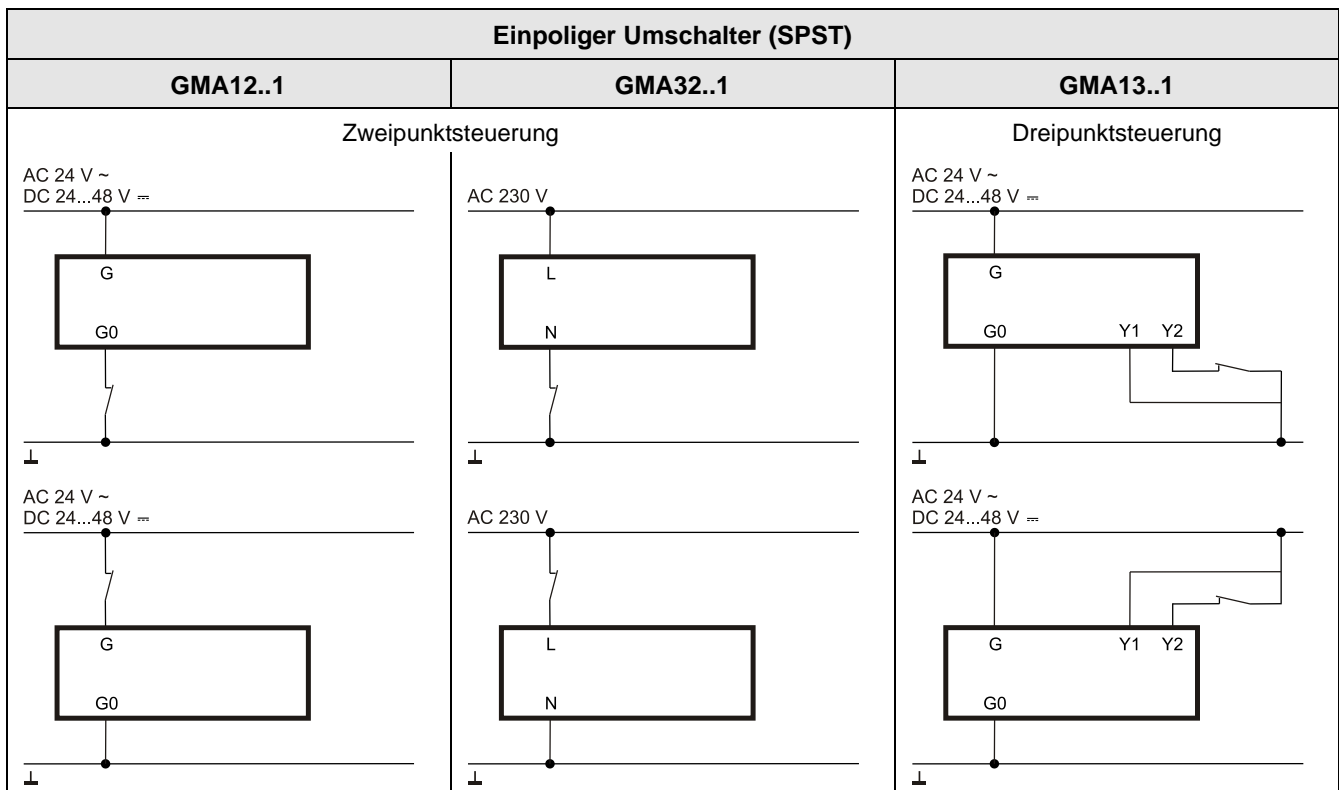 Einpoliger Umschalter (SPST)
GMA12..1
GMA32..1
GMA13..1
Zweipunktsteuerung
Dreipunktsteuerung
AC 24 V ~
DC 24...48 V ⎓
G
G0
AC 230 V
L
N
AC 24 V ~
DC 24...48 V ⎓
G
G0
Y1
Y2
AC 24 V ~
DC 24...48 V ⎓
G
G0
AC 230 V
L
N
AC 24 V ~
DC 24...48 V ⎓
G
Y1
Y2
G0